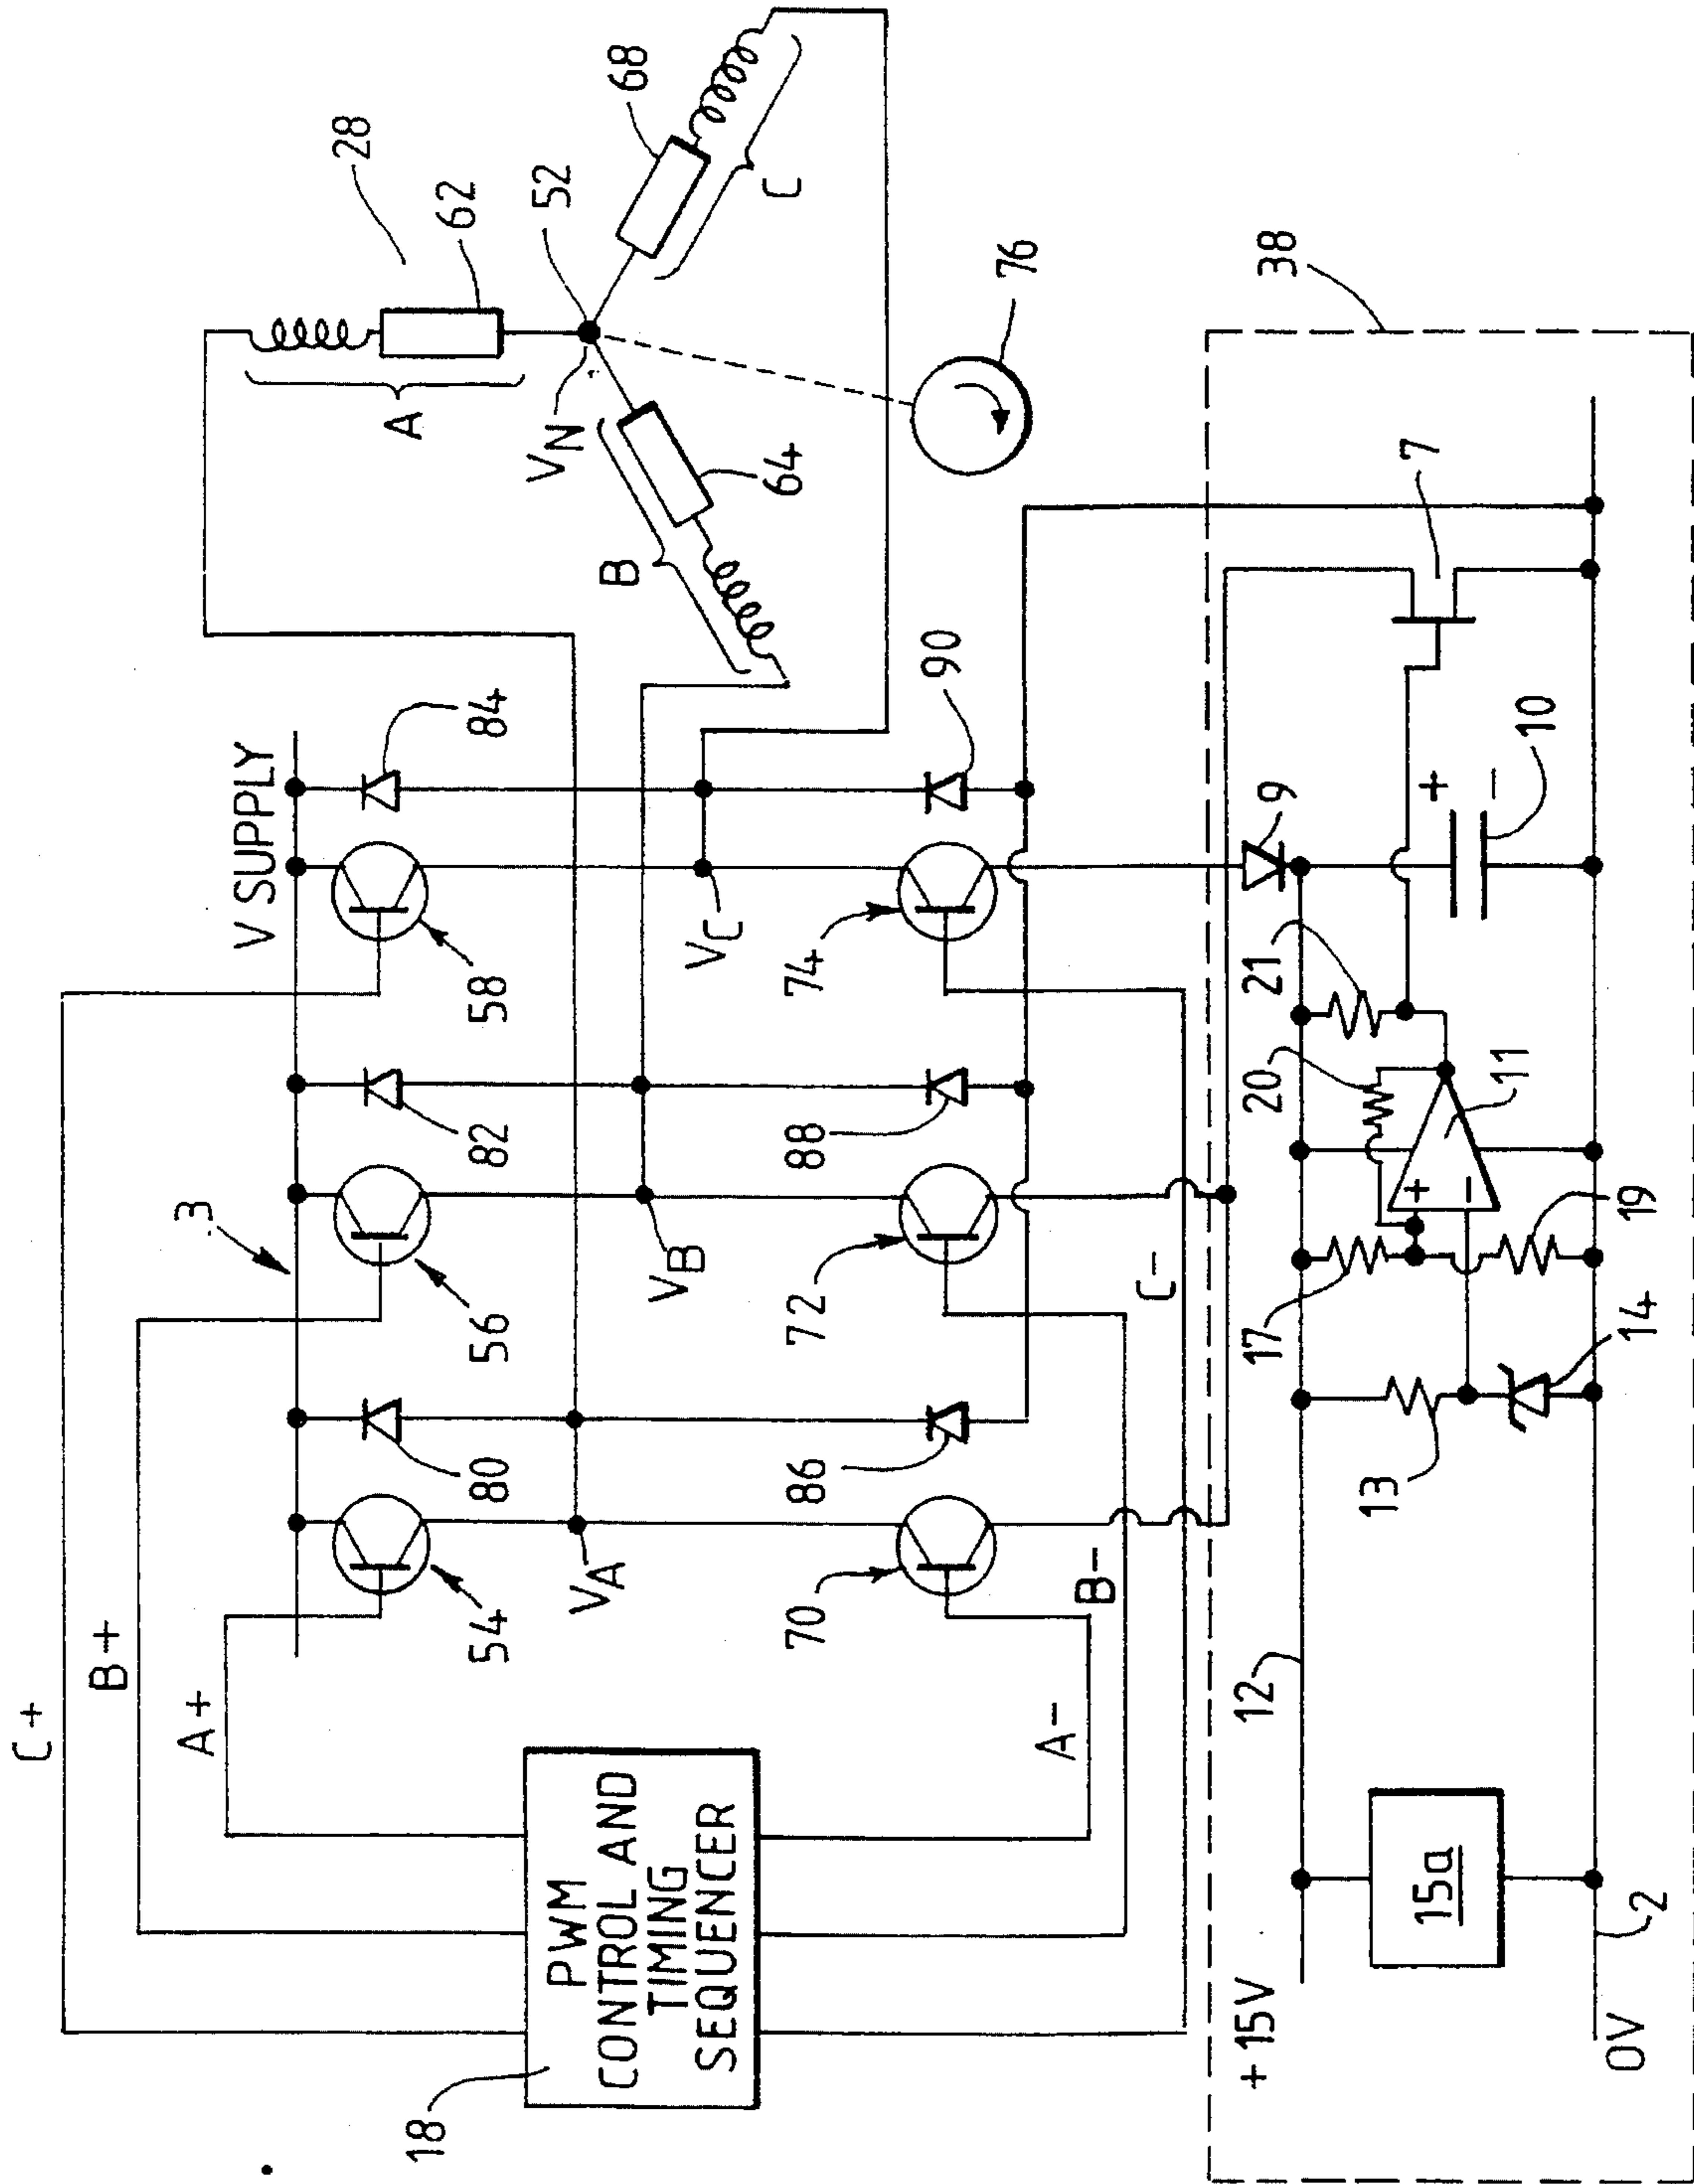 C+
B+
A+
3
V SUPPLY
28
A
62
52
VN
68
C
B
64
76
84
82
80
58
56
54
VC
VB
VA
90
88
86
74
72
70
18
PWM
CONTROL AND
TIMING
SEQUENCER
A-
B-
C-
38
+15V
12
15a
0V
2
13
14
17
19
20
11
21
9
+
-
10
7
+
-